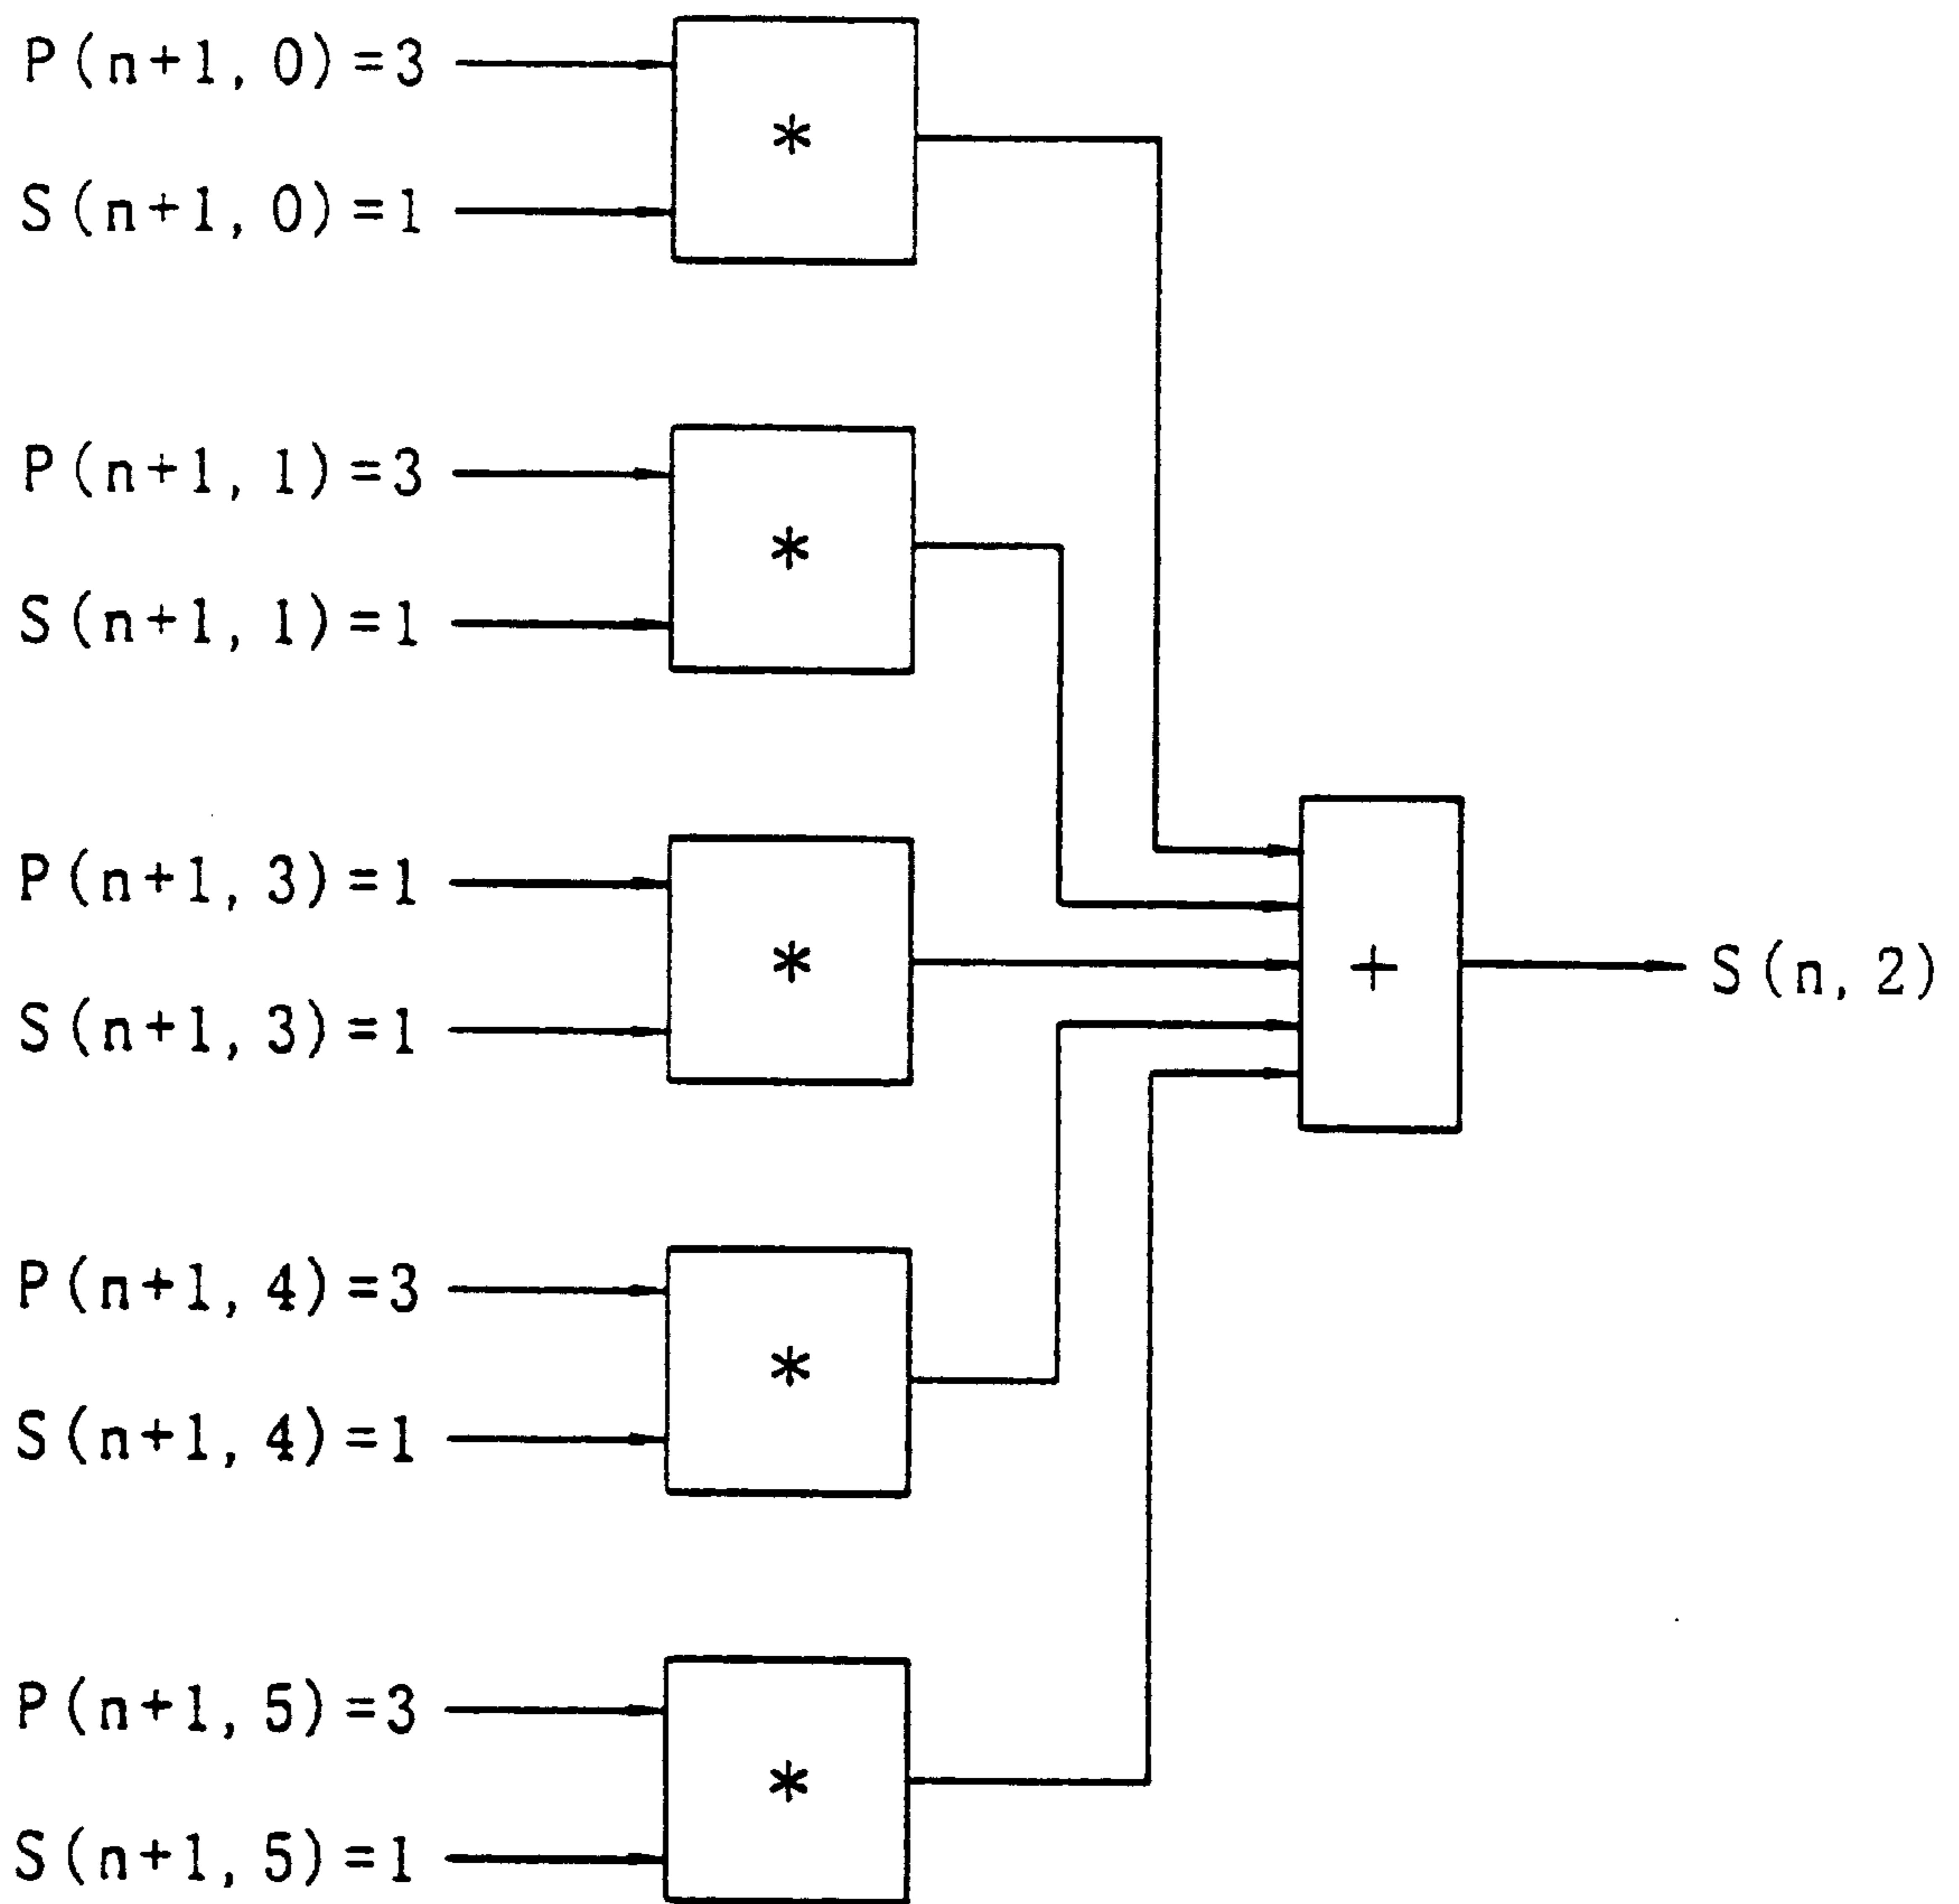 P(n+1,0)=3
*
S(n+1,0)=1
P(n+1,1)=3
*
S(n+1,1)=1
P(n+1,3)=1
*
S(n+1,3)=1
+
S(n,2)
P(n+1,4)=3
*
S(n+1,4)=1
P(n+1,5)=3
*
S(n+1,5)=1